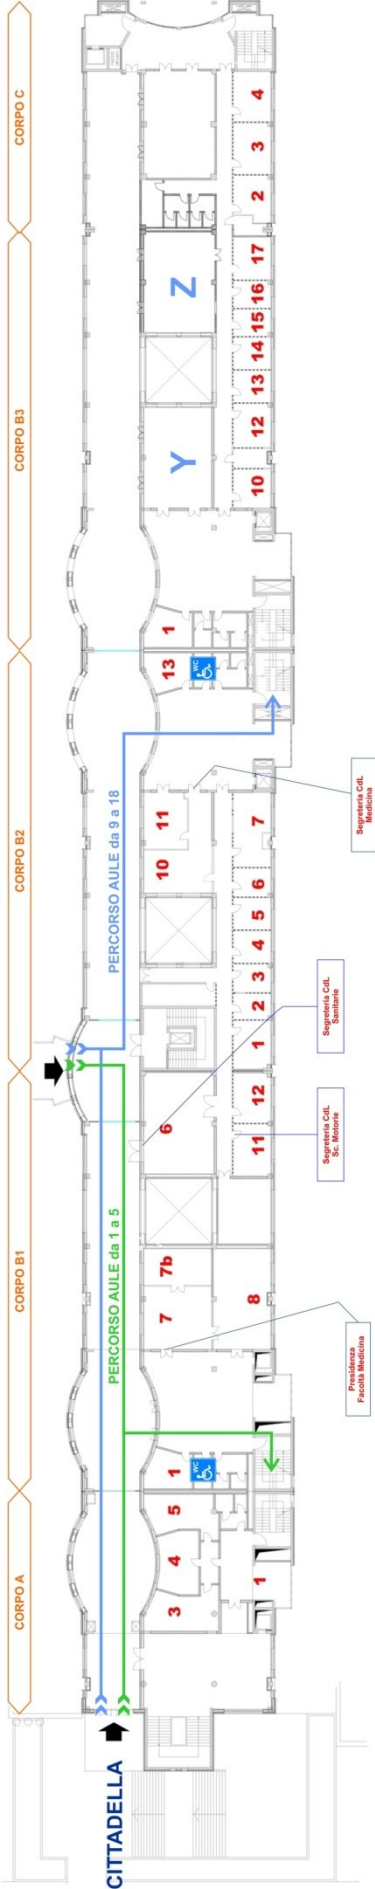 CORPO A
CORPO B1
CORPO B2
CORPO B3
CORPO C
CITTADELLA
PERCORSO AULE da 1 a 5
PERCORSO AULE da 9 a 18
3
4
5
1
1
WC
7
7b
6
10
11
13
WC
1
Y
Z
8
11
12
1
2
3
4
5
6
7
10
12
13
14
15
16
17
2
3
4
Presidenza
Facoltà Medicina
Segreteria CdL
Sc. Motorie
Segreteria CdL
Sanitarie
Segreteria CdL
Medicina